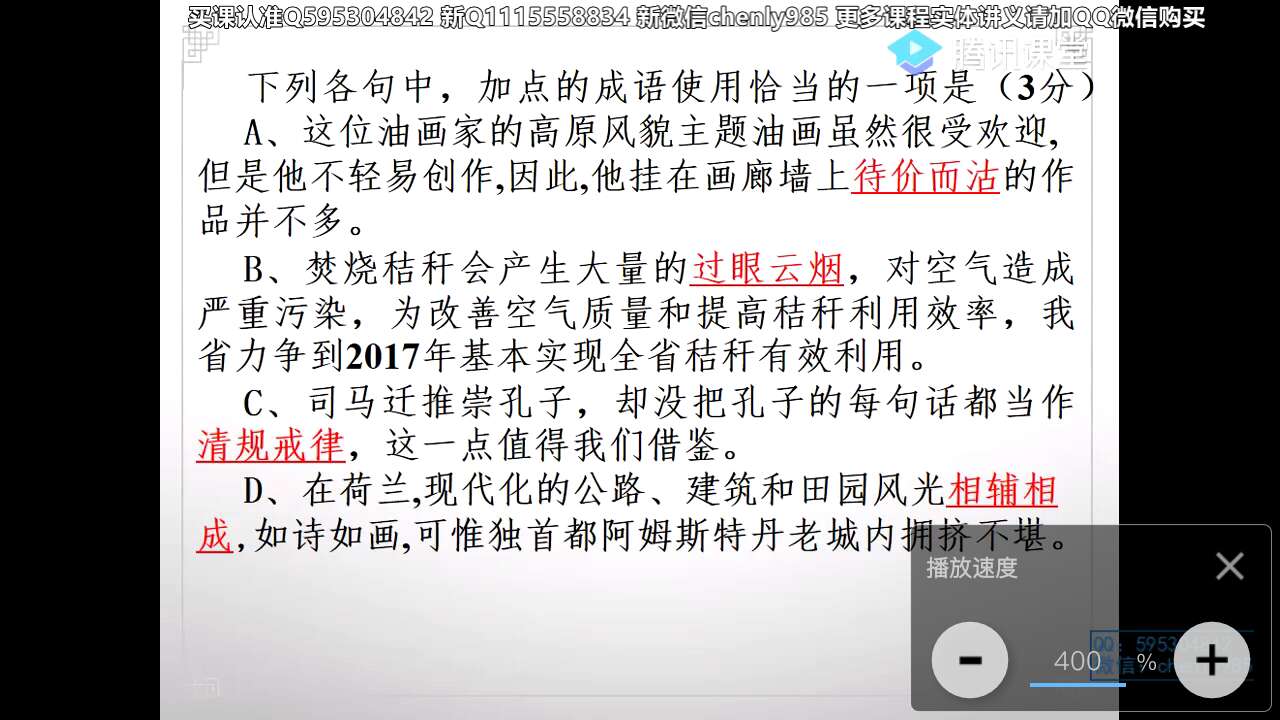 买课认准Q595304842 新Q1115558834 新微信chenly985 更多课程实体讲义请加QQ微信购买
腾讯课堂
下列各句中，加点的成语使用恰当的一项是（3分）
A、这位油画家的高原风貌主题油画虽然很受欢迎,
但是他不轻易创作,因此,他挂在画廊墙上待价而沽的作
品并不多。
B、焚烧秸秆会产生大量的过眼云烟，对空气造成
严重污染，为改善空气质量和提高秸秆利用效率，我
省力争到2017年基本实现全省秸秆有效利用。
C、司马迁推崇孔子，却没把孔子的每句话都当作
清规戒律，这一点值得我们借鉴。
D、在荷兰,现代化的公路、建筑和田园风光相辅相
成,如诗如画,可惟独首都阿姆斯特丹老城内拥挤不堪。
播放速度
- 400 % +